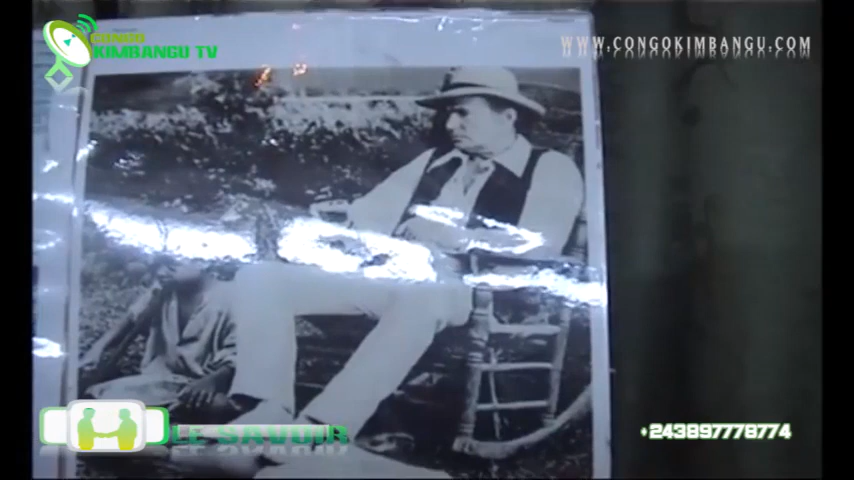 CONGO
KIMBANGU TV
WWW.CONGOKIMBANGU.COM
LE SAVOIR
+243897778774